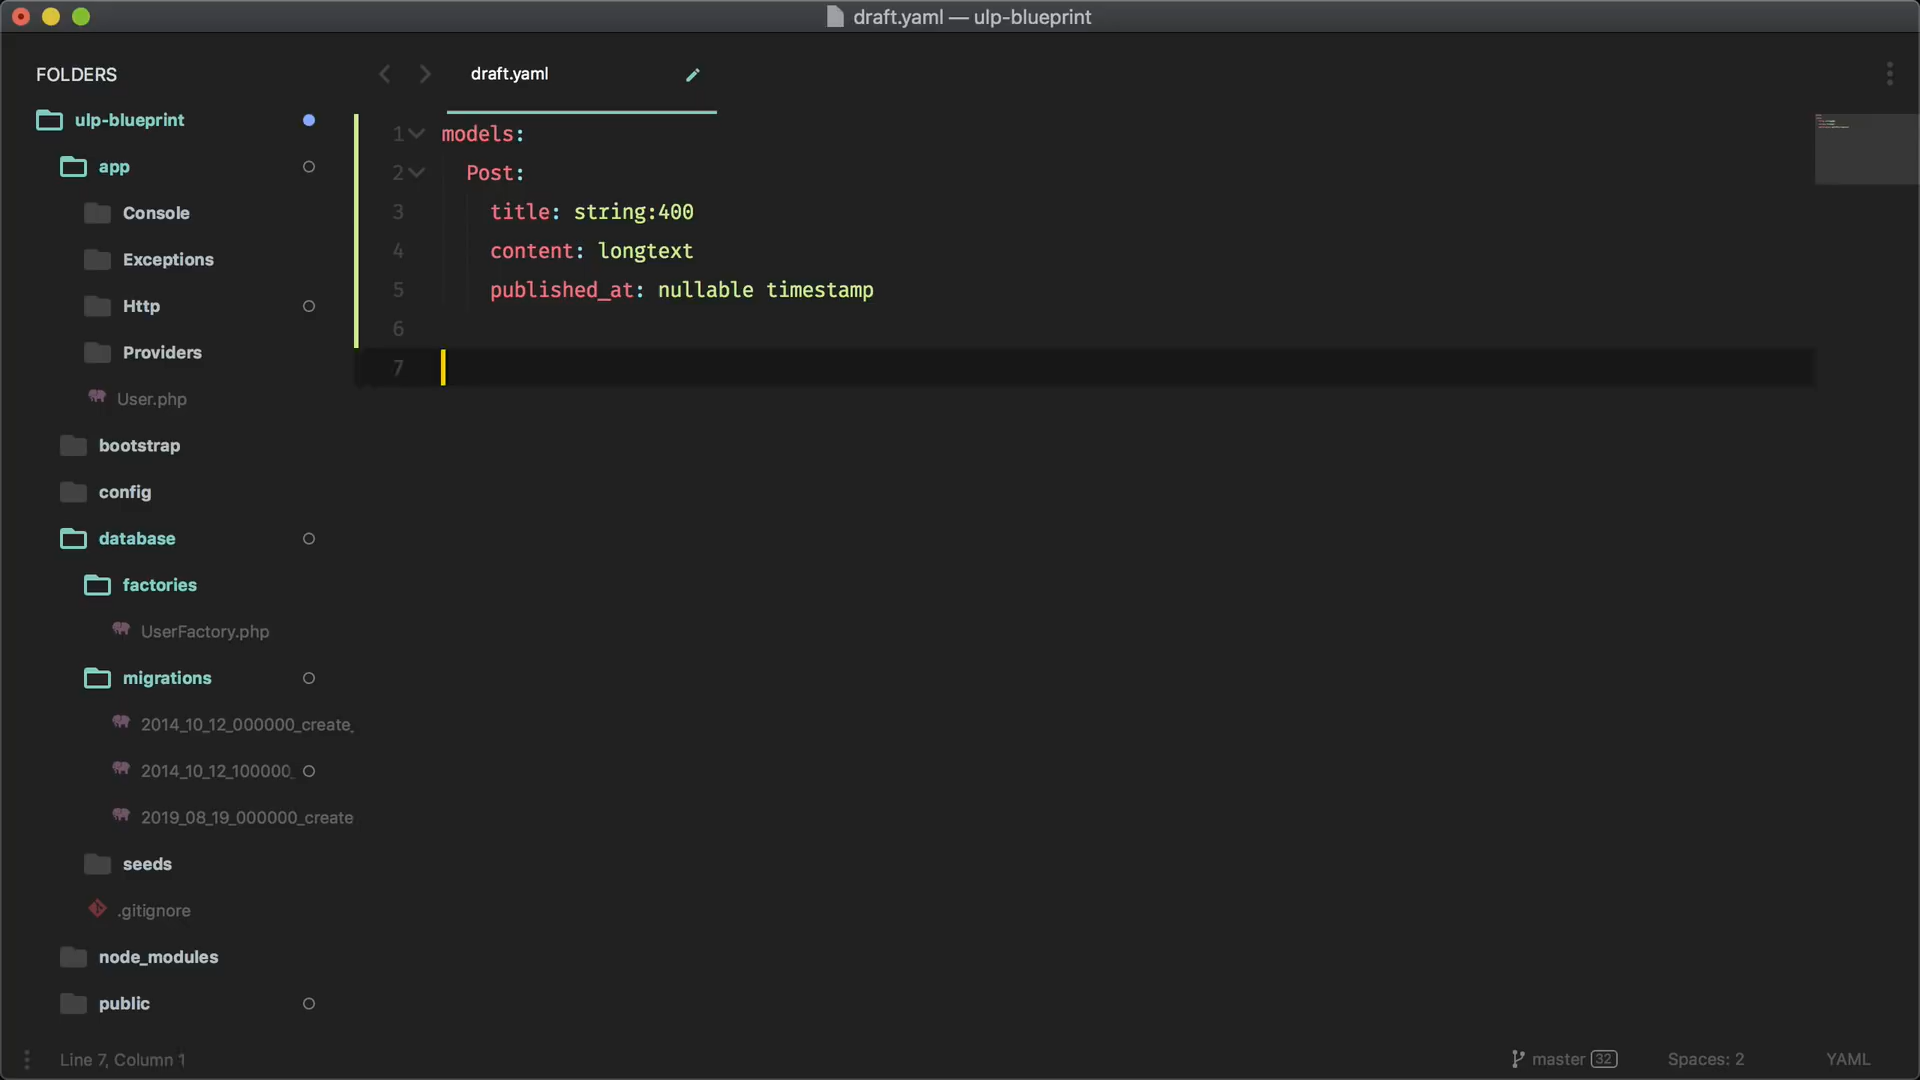 draft.yaml — ulp-blueprint
FOLDERS
ulp-blueprint
app
Console
Exceptions
Http
Providers
User.php
bootstrap
config
database
factories
UserFactory.php
migrations
2014_10_12_000000_create_
2014_10_12_100000_
2019_08_19_000000_create
seeds
.gitignore
node_modules
public
draft.yaml
1 models:
2 Post:
3 title: string:400
4 content: longtext
5 published_at: nullable timestamp
6
7
Line 7, Column 1
master 32
Spaces: 2
YAML